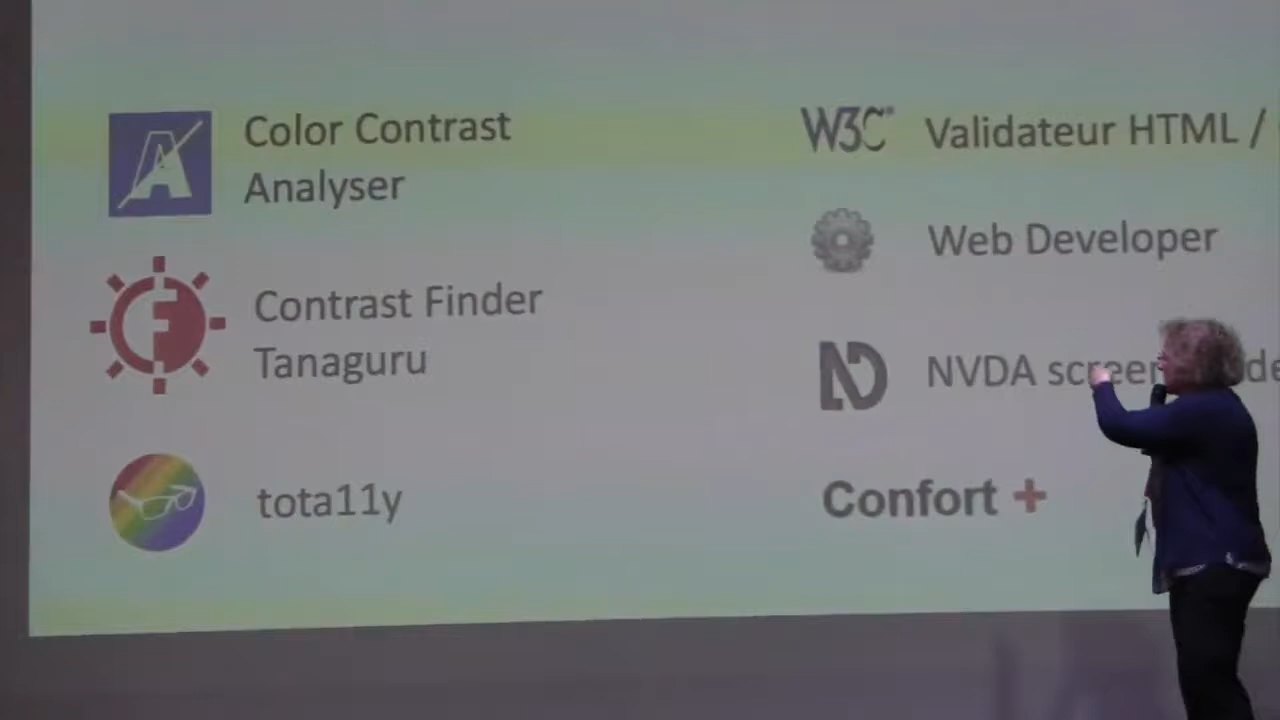 Color Contrast
Analyser
Contrast Finder
Tanaguru
tota11y
W3C® Validateur HTML /
Web Developer
NVDA
Confort +